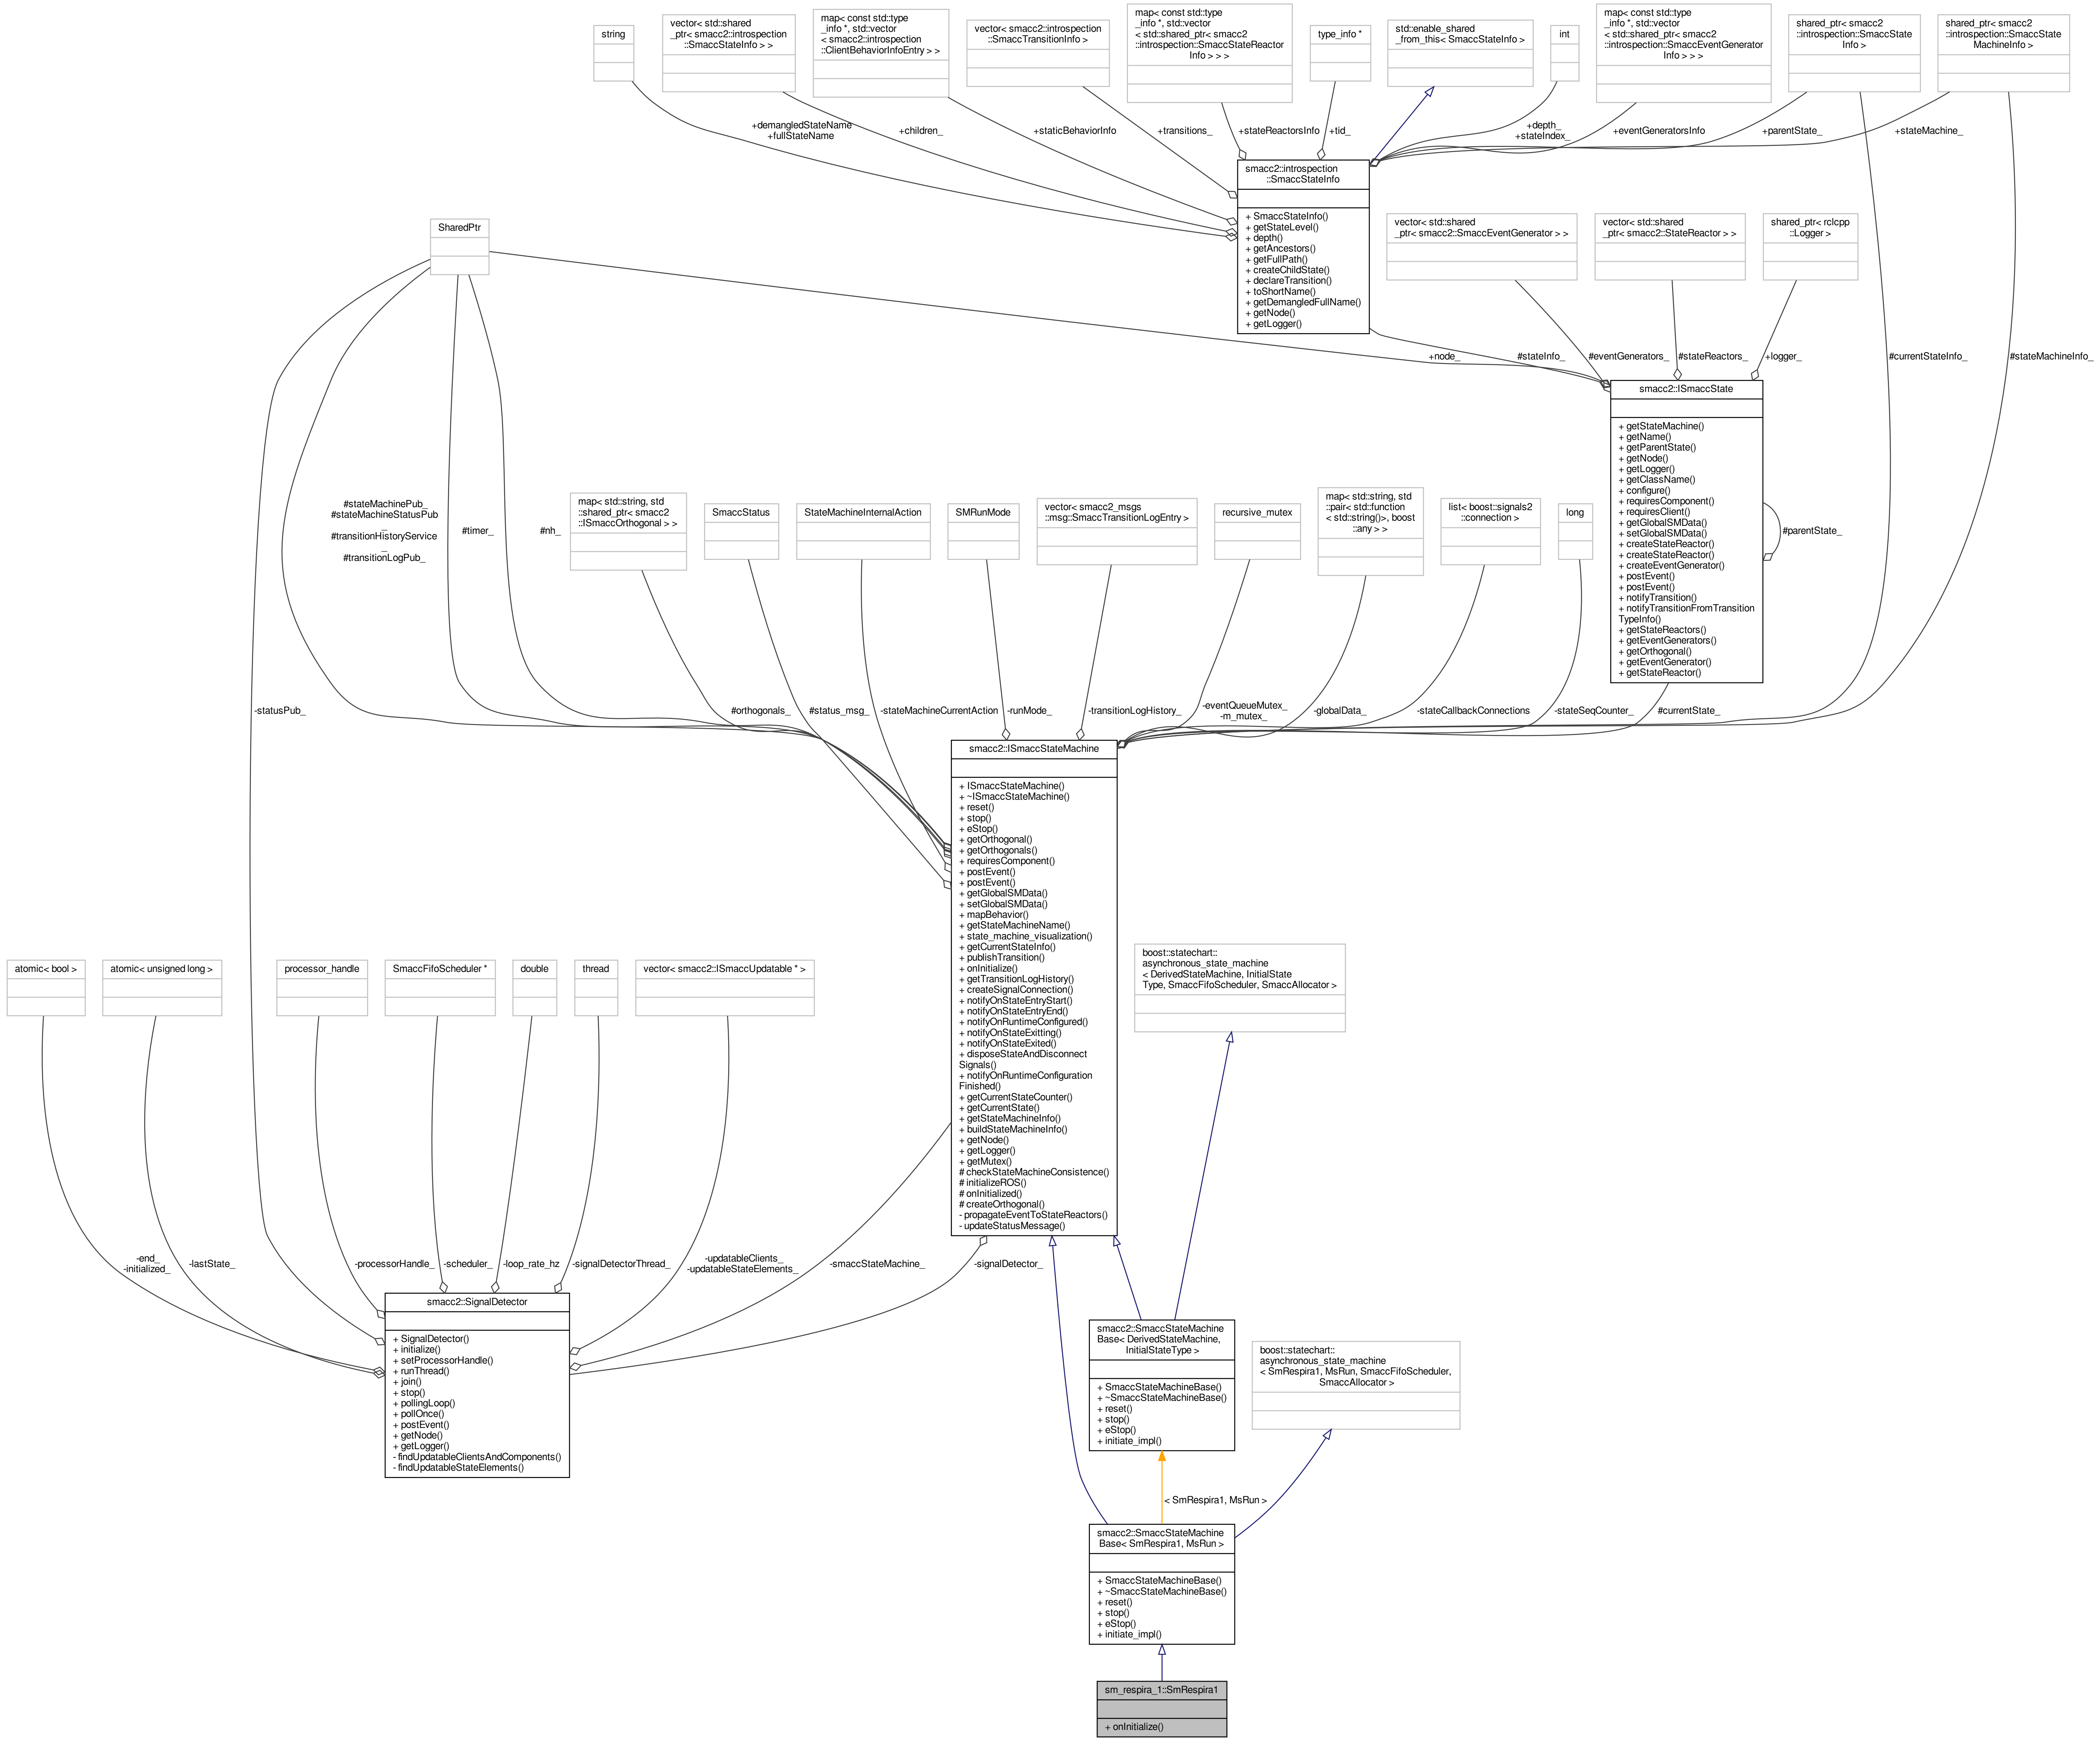 string
vector< std::shared
_ptr< smacc2::introspection
::SmaccStateInfo > >
map< const std::type
_info *, std::vector
< smacc2::introspection
::ClientBehaviorInfoEntry > >
vector< smacc2::introspection
::SmaccTransitionInfo >
map< const std::type
_info *, std::vector
< std::shared_ptr< smacc2
::introspection::SmaccStateReactor
Info > > >
type_info *
std::enable_shared
_from_this< SmaccStateInfo >
int
map< const std::type
_info *, std::vector
< std::shared_ptr< smacc2
::introspection::SmaccEventGenerator
Info > > >
shared_ptr< smacc2
::introspection::SmaccState
Info >
shared_ptr< smacc2
::introspection::SmaccState
MachineInfo >
+demangledStateName
+fullStateName
+children_
+staticBehaviorInfo
+transitions_
+stateReactorsInfo
+tid_
+depth_
+stateIndex_
+eventGeneratorsInfo
+parentState_
+stateMachine_
smacc2::introspection
::SmaccStateInfo
+ SmaccStateInfo()
+ getStateLevel()
+ depth()
+ getAncestors()
+ getFullPath()
+ createChildState()
+ declareTransition()
+ toShortName()
+ getDemangledFullName()
+ getNode()
+ getLogger()
SharedPtr
vector< std::shared
_ptr< smacc2::SmaccEventGenerator > >
vector< std::shared
_ptr< smacc2::StateReactor > >
shared_ptr< rclcpp
::Logger >
+node_
#stateInfo_
#eventGenerators_
#stateReactors_
+logger_
#currentStateInfo_
#stateMachineInfo_
smacc2::ISmaccState
+ getStateMachine()
+ getName()
+ getParentState()
+ getNode()
+ getLogger()
+ getClassName()
+ configure()
+ requiresComponent()
+ requiresClient()
+ getGlobalSMData()
+ setGlobalSMData()
+ createStateReactor()
+ createStateReactor()
+ createEventGenerator()
+ postEvent()
+ postEvent()
+ notifyTransition()
+ notifyTransitionFromTransition
TypeInfo()
+ getStateReactors()
+ getEventGenerators()
+ getOrthogonal()
+ getEventGenerator()
+ getStateReactor()
#parentState_
#stateMachinePub_
#stateMachineStatusPub
_
#transitionHistoryService
_
#transitionLogPub_
#timer_
#nh_
map< std::string, std
::shared_ptr< smacc2
::ISmaccOrthogonal > >
SmaccStatus
StateMachineInternalAction
SMRunMode
vector< smacc2_msgs
::msg::SmaccTransitionLogEntry >
recursive_mutex
map< std::string, std
::pair< std::function
< std::string()>, boost
::any > >
list< boost::signals2
::connection >
long
-statusPub_
#orthogonals_
#status_msg_
-stateMachineCurrentAction
-runMode_
-transitionLogHistory_
-eventQueueMutex_
-m_mutex_
-globalData_
-stateCallbackConnections
-stateSeqCounter_
#currentState_
smacc2::ISmaccStateMachine
+ ISmaccStateMachine()
+ ~ISmaccStateMachine()
+ reset()
+ stop()
+ eStop()
+ getOrthogonal()
+ getOrthogonals()
+ requiresComponent()
+ postEvent()
+ postEvent()
+ getGlobalSMData()
+ setGlobalSMData()
+ mapBehavior()
+ getStateMachineName()
+ state_machine_visualization()
+ getCurrentStateInfo()
+ publishTransition()
+ onInitialize()
+ getTransitionLogHistory()
+ createSignalConnection()
+ notifyOnStateEntryStart()
+ notifyOnStateEntryEnd()
+ notifyOnRuntimeConfigured()
+ notifyOnStateExitting()
+ notifyOnStateExited()
+ disposeStateAndDisconnect
Signals()
+ notifyOnRuntimeConfiguration
Finished()
+ getCurrentStateCounter()
+ getCurrentState()
+ getStateMachineInfo()
+ buildStateMachineInfo()
+ getNode()
+ getLogger()
+ getMutex()
# checkStateMachineConsistence()
# initializeROS()
# onInitialized()
# createOrthogonal()
- propagateEventToStateReactors()
- updateStatusMessage()
atomic< bool >
atomic< unsigned long >
processor_handle
SmaccFifoScheduler *
double
thread
vector< smacc2::ISmaccUpdatable * >
boost::statechart::
asynchronous_state_machine
< DerivedStateMachine, InitialState
Type, SmaccFifoScheduler, SmaccAllocator >
-end_
-initialized_
-lastState_
-processorHandle_
-scheduler_
-loop_rate_hz
-signalDetectorThread_
-updatableClients_
-updatableStateElements_
-smaccStateMachine_
-signalDetector_
smacc2::SignalDetector
+ SignalDetector()
+ initialize()
+ setProcessorHandle()
+ runThread()
+ join()
+ stop()
+ pollingLoop()
+ pollOnce()
+ postEvent()
+ getNode()
+ getLogger()
- findUpdatableClientsAndComponents()
- findUpdatableStateElements()
smacc2::SmaccStateMachine
Base< DerivedStateMachine,
InitialStateType >
+ SmaccStateMachineBase()
+ ~SmaccStateMachineBase()
+ reset()
+ stop()
+ eStop()
+ initiate_impl()
boost::statechart::
asynchronous_state_machine
< SmRespira1, MsRun, SmaccFifoScheduler,
SmaccAllocator >
< SmRespira1, MsRun >
smacc2::SmaccStateMachine
Base< SmRespira1, MsRun >
+ SmaccStateMachineBase()
+ ~SmaccStateMachineBase()
+ reset()
+ stop()
+ eStop()
+ initiate_impl()
sm_respira_1::SmRespira1
+ onInitialize()